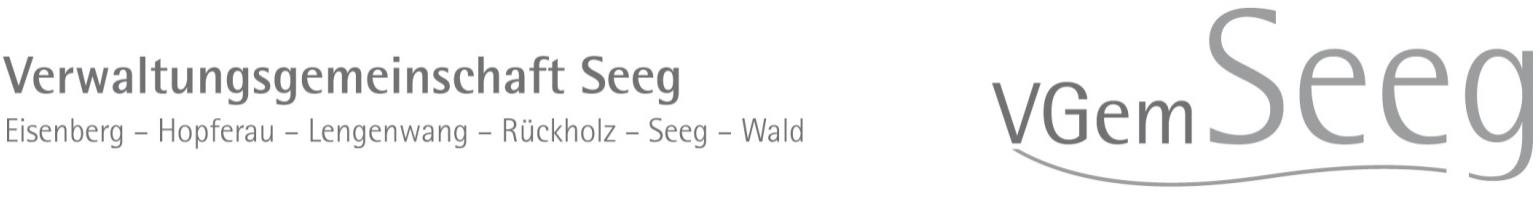 Verwaltungsgemeinschaft Seeg
Eisenberg – Hopferau – Lengenwang – Rückholz – Seeg – Wald
VGem Seeg